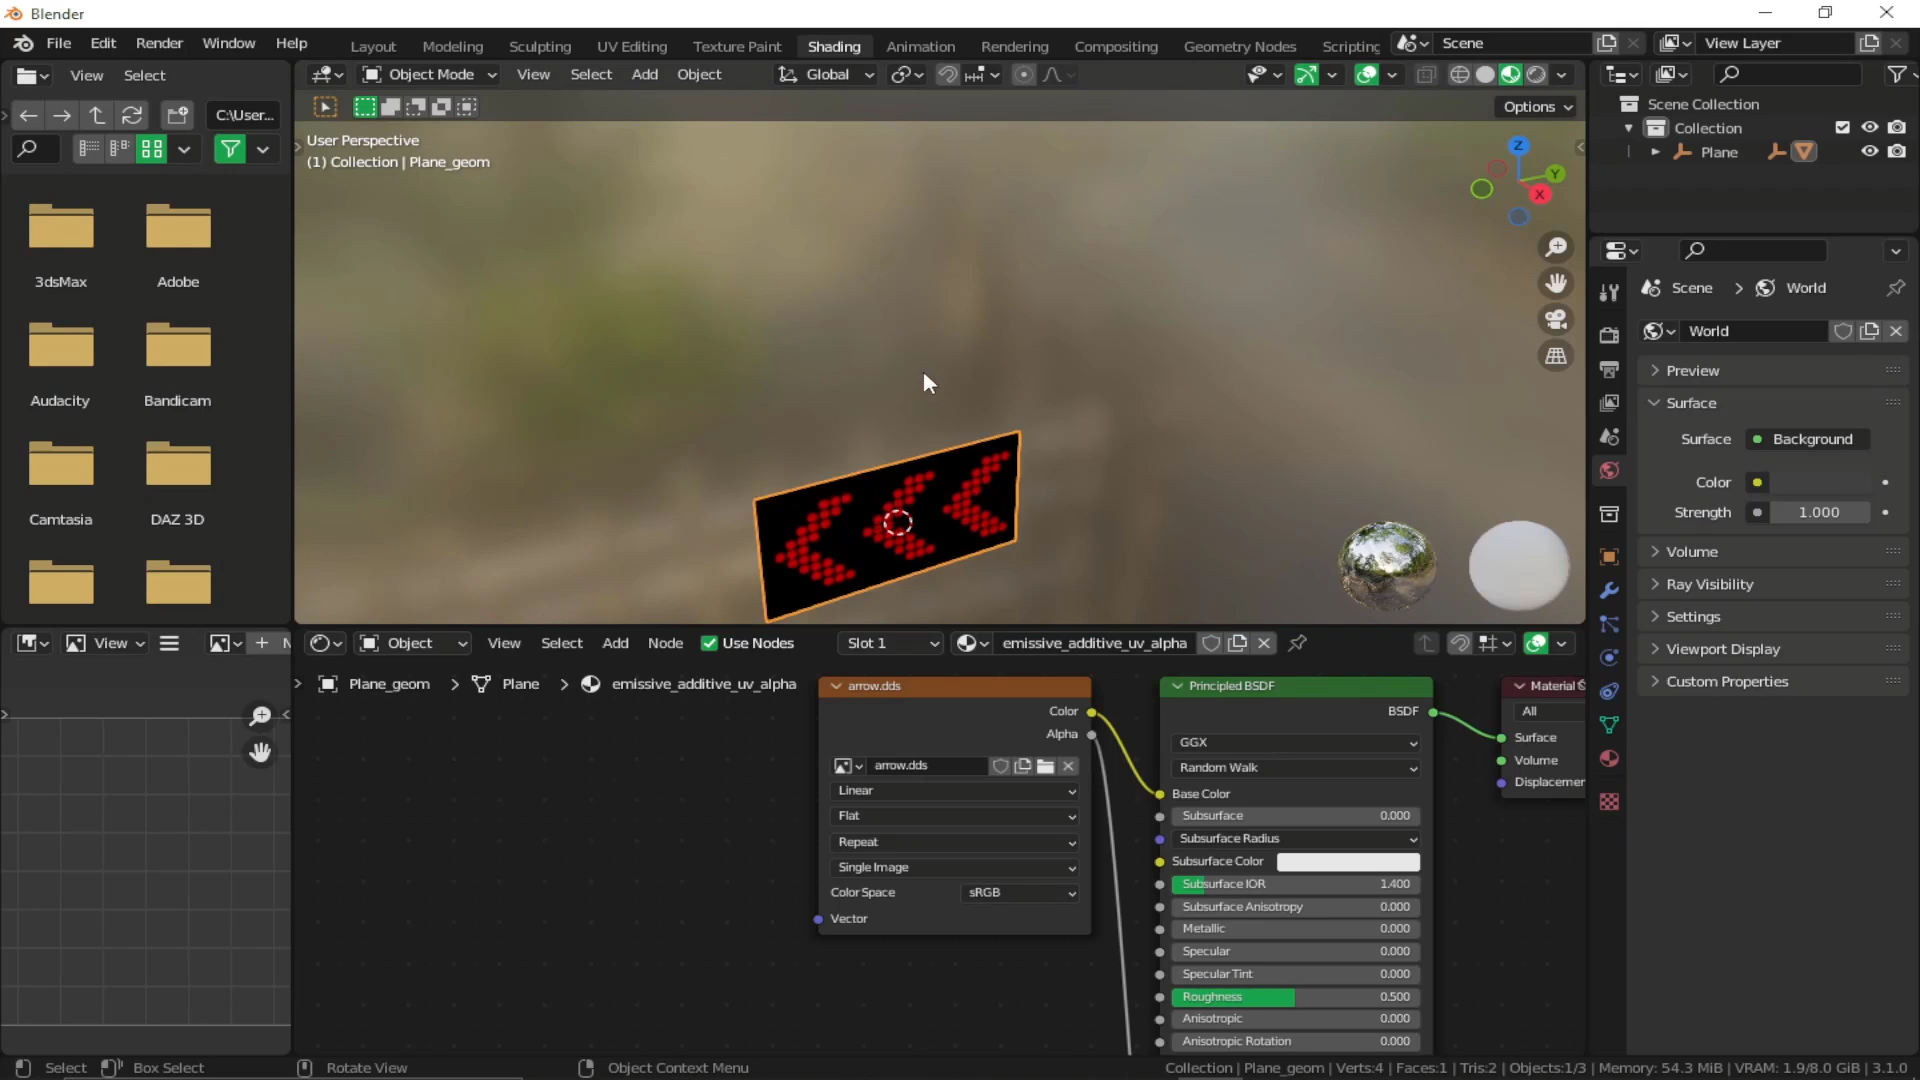 Blender
File Edit Render Window Help
Layout Modeling Sculpting UV Editing Texture Paint Shading Animation Rendering Compositing Geometry Nodes Scripting
Scene
View Layer
View Select
Object Mode View Select Add Object Global
C:\User...
Options
User Perspective
(1) Collection | Plane_geom
Z
Y
X
Scene Collection
Collection
Plane
3dsMax Adobe
Audacity Bandicam
Camtasia DAZ 3D
Scene > World
World
Preview
Surface
Surface Background
Color
Strength 1.000
Volume
Ray Visibility
Settings
Viewport Display
Custom Properties
View
Object View Select Add Node Use Nodes Slot 1 emissive_additive_uv_alpha
Plane_geom > Plane > emissive_additive_uv_alpha
arrow.dds
Color
Alpha
arrow.dds
Linear
Flat
Repeat
Single Image
Color Space sRGB
Vector
Principled BSDF
BSDF
GGX
Random Walk
Base Color
Subsurface 0.000
Subsurface Radius
Subsurface Color
Subsurface IOR 1.400
Subsurface Anisotropy 0.000
Metallic 0.000
Specular 0.000
Specular Tint 0.000
Roughness 0.500
Anisotropic 0.000
Anisotropic Rotation 0.000
Material
All
Surface
Volume
Displacemer
Select Box Select Rotate View Object Context Menu
Collection | Plane_geom | Verts:4 | Faces:1 | Tris:2 | Objects:1/3 | Memory: 54.3 MiB | VRAM: 1.9/8.0 GiB | 3.1.0